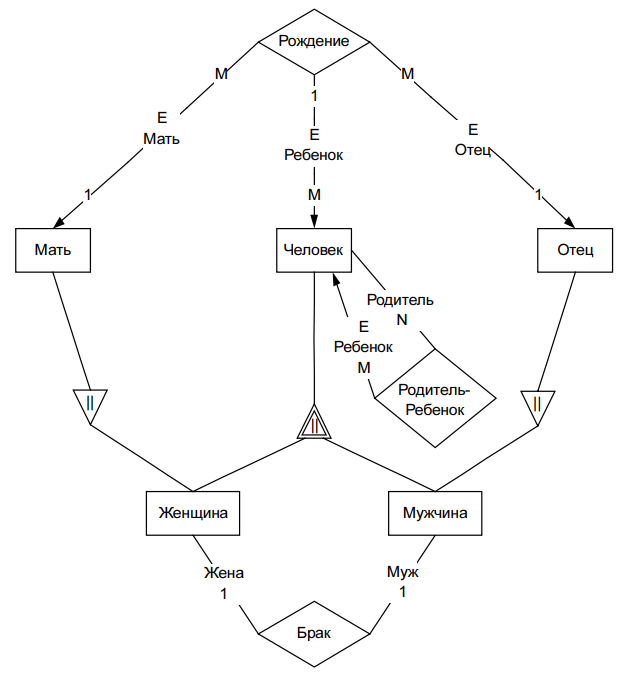 Рождение
М
1
М
Е
Мать
Е
Ребенок
Е
Отец
1
М
1
Мать
Человек
Отец
Родитель
N
Е
Ребенок
М
Родитель-
Ребенок
||
||
||
Женщина
Мужчина
Жена
1
Муж
1
Брак